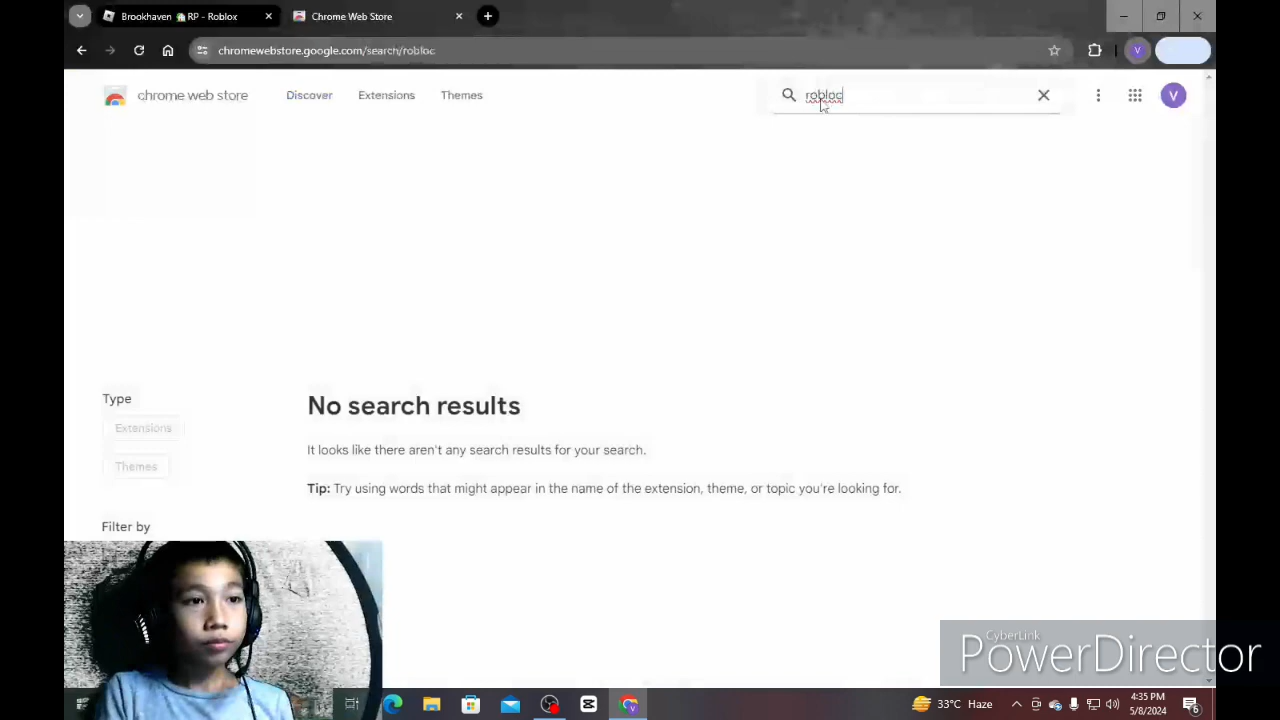 Brookhaven 🏠RP - Roblox
Chrome Web Store
chromewebstore.google.com/search/robloc
V
chrome web store
Discover
Extensions
Themes
robloc
V
Type
Extensions
Themes
Filter by
No search results
It looks like there aren't any search results for your search.
Tip: Try using words that might appear in the name of the extension, theme, or topic you're looking for.
CyberLink
PowerDirector
33°C Haze
4:35 PM
5/8/2024